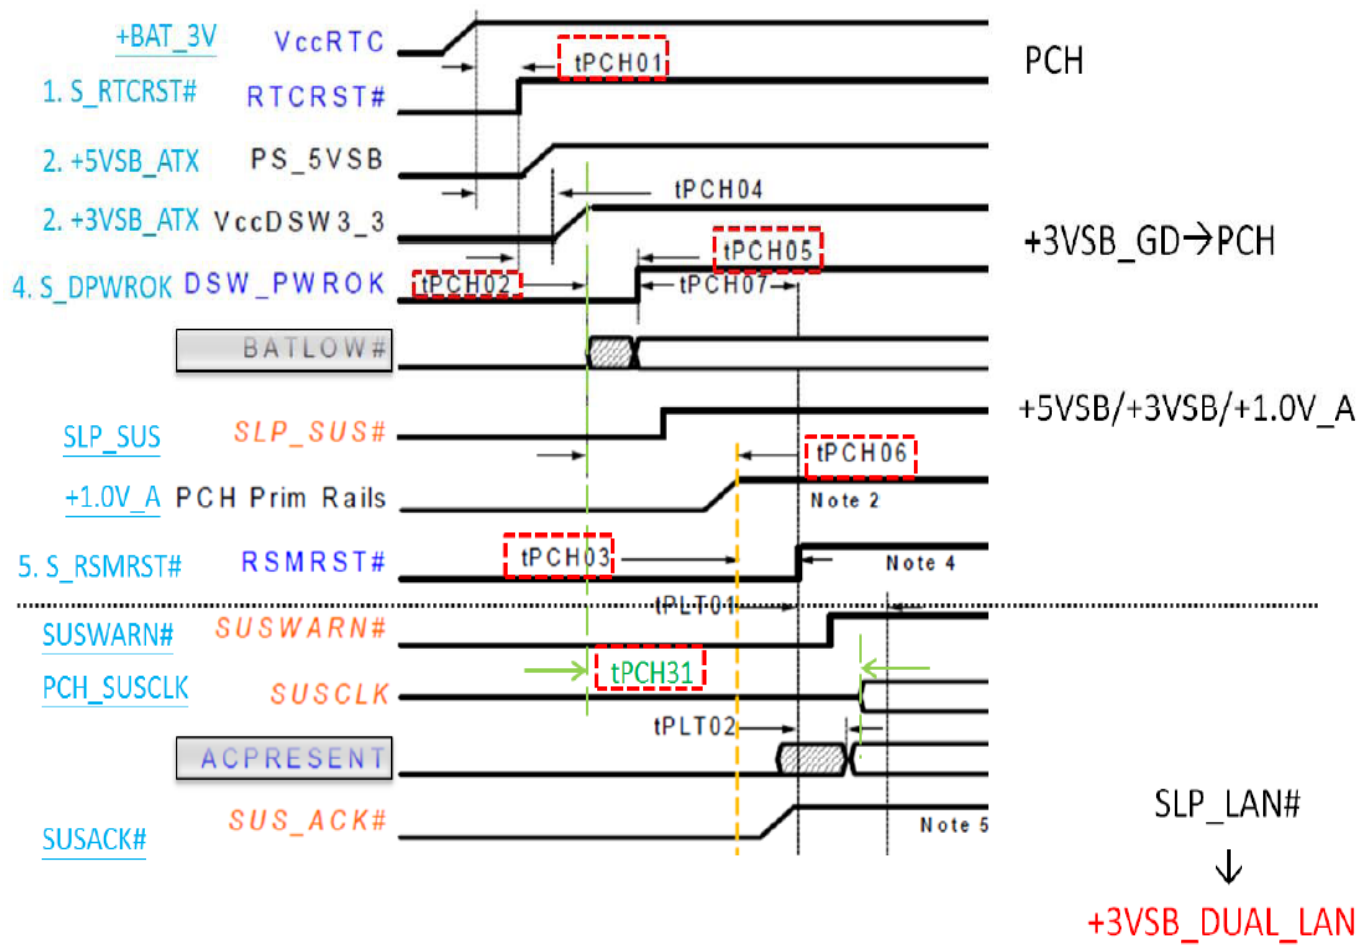 +BAT_3V VccRTC
tPCH01 PCH
1. S_RTCRST# RTCRST#
2. +5VSB_ATX PS_5VSB
tPCH04
2. +3VSB_ATX VccDSW3_3
tPCH05 +3VSB_GD→PCH
4. S_DPWROK DSW_PWROK tPCH02 tPCH07
BATLOW#
+5VSB/+3VSB/+1.0V_A
SLP_SUS SLP_SUS#
tPCH06
+1.0V_A PCH Prim Rails Note 2
5. S_RSMRST# RSMRST# tPCH03 Note 4
tPLT01
SUSWARN# SUSWARN#
tPCH31
PCH_SUSCLK SUSCLK
tPLT02
ACPRESENT
SLP_LAN#
SUSACK# SUS_ACK# Note 5
↓
+3VSB_DUAL_LAN